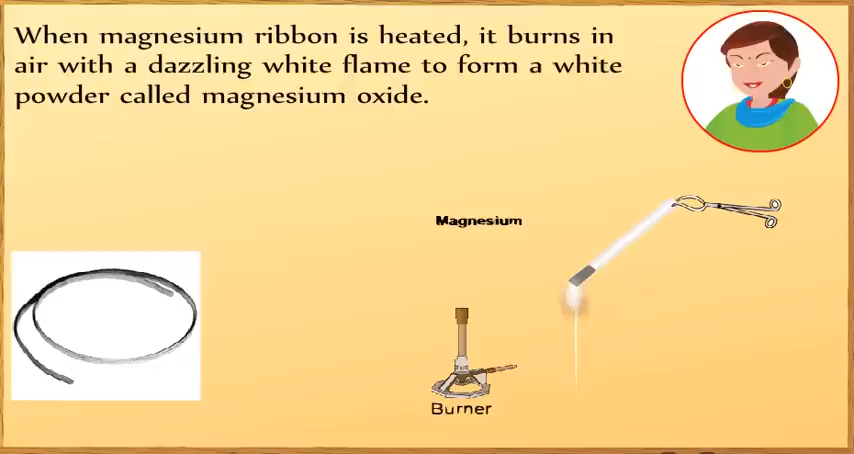 When magnesium ribbon is heated, it burns in
air with a dazzling white flame to form a white
powder called magnesium oxide.
Magnesium
Burner